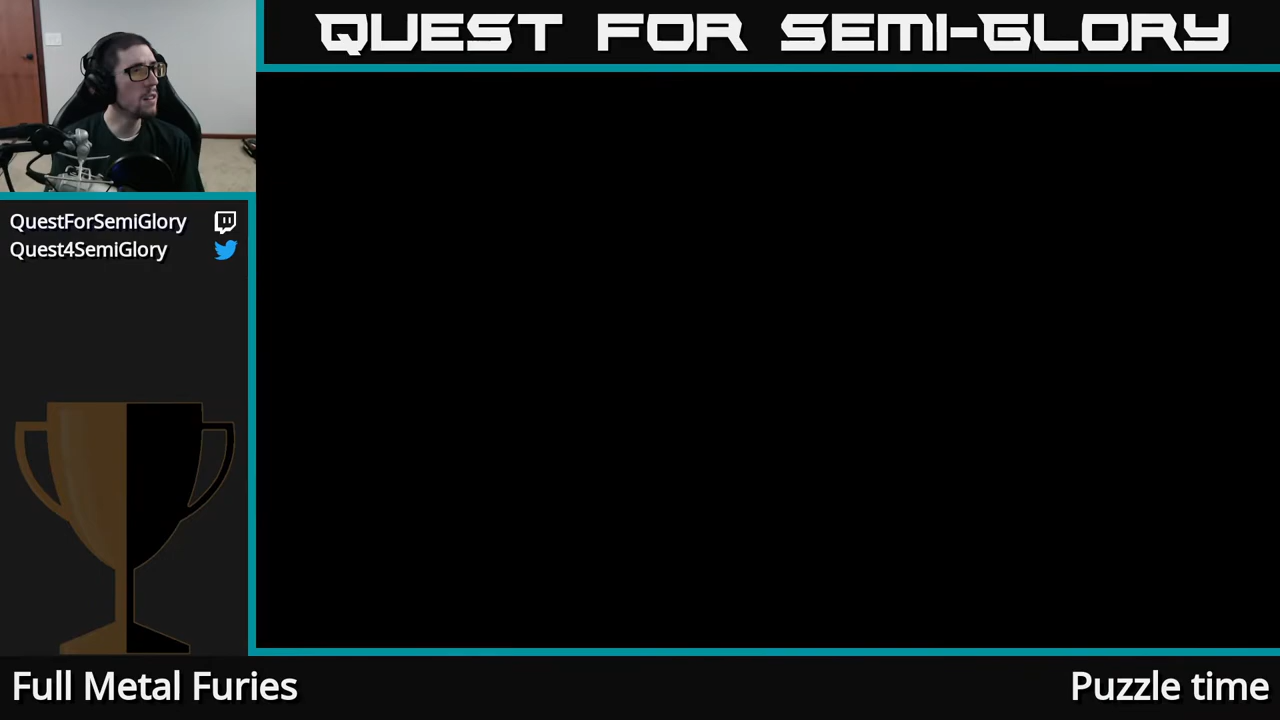 QUEST FOR SEMI-GLORY
QuestForSemiGlory
Quest4SemiGlory
Full Metal Furies
Puzzle time